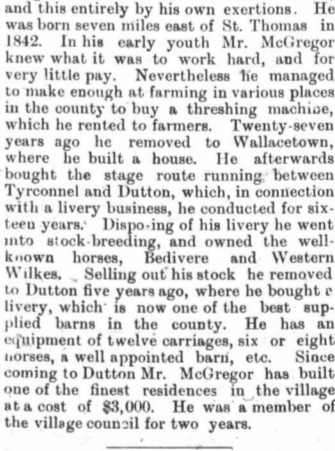 and this entirely by his own exertions. He
was born seven miles east of St. Thomas in
1842. In his early youth Mr. McGregor
knew what it was to work hard, and for
very little pay. Nevertheless he managed
to make enough at farming in various places
in the county to buy a threshing machine,
which he rented to farmers. Twenty-seven
years ago he removed to Wallacetown,
where he built a house. He afterwards
bought the stage route running between
Tyrconnel and Dutton, which, in connection
with a livery business, he conducted for six-
teen years. Disposing of his livery he went
into stock-breeding, and owned the well-
known horses, Bedivere and Western
Wilkes. Selling out his stock he removed
to Dutton five years ago, where he bought a
livery, which is now one of the best sup-
plied barns in the county. He has an
equipment of twelve carriages, six or eight
horses, a well appointed barn, etc. Since
coming to Dutton Mr. McGregor has built
one of the finest residences in the village
at a cost of $3,000. He was a member of
the village council for two years.